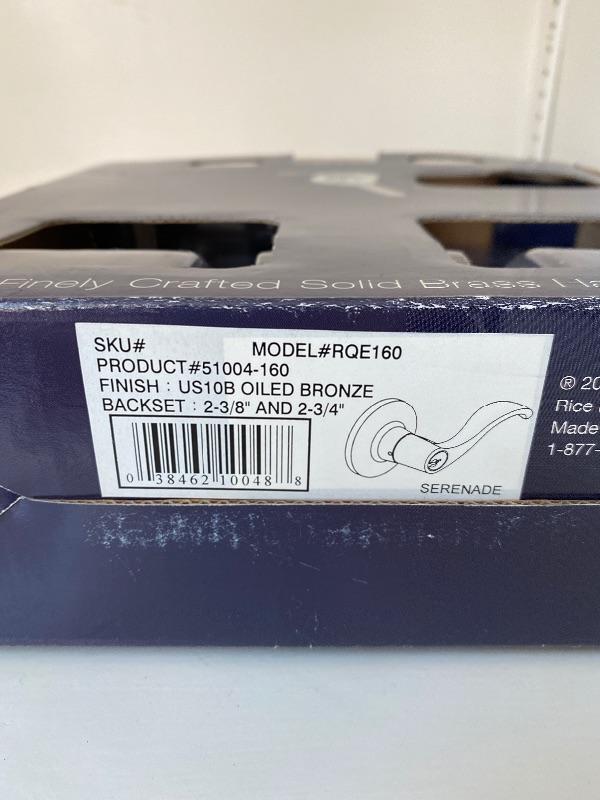 Finely Crafted Solid Brass
SKU# MODEL#RQE160
PRODUCT#51004-160
FINISH : US10B OILED BRONZE
BACKSET : 2-3/8" AND 2-3/4"
0 38462 10048 8
SERENADE
® 20
Rice
Made
1-877-